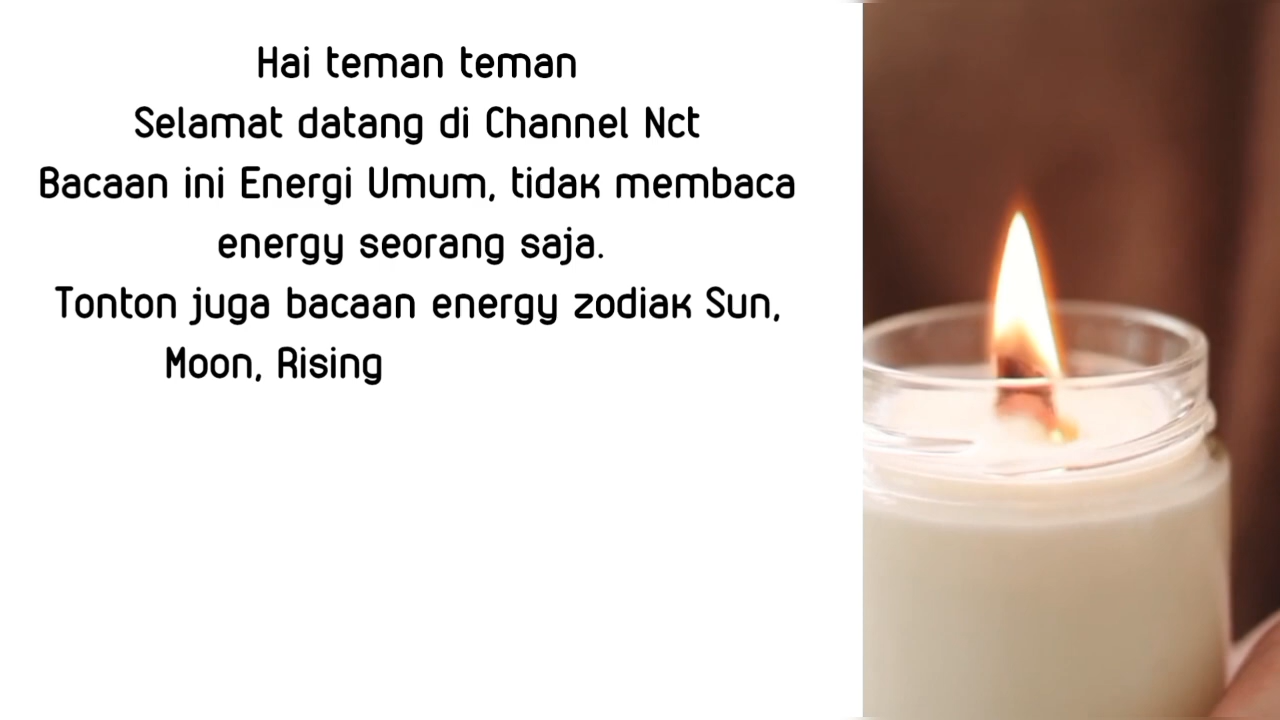 Hai teman teman
Selamat datang di Channel Nct
Bacaan ini Energi Umum, tidak membaca
energy seorang saja.
Tonton juga bacaan energy zodiak Sun,
Moon, Rising